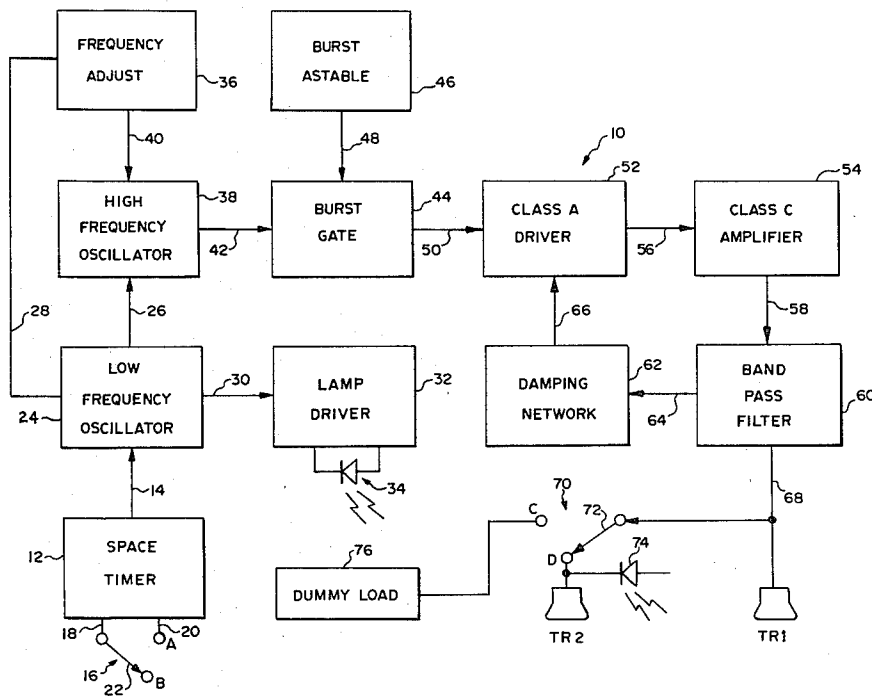 FREQUENCY
ADJUST
36
BURST
ASTABLE
46
40
48
10
HIGH
FREQUENCY
OSCILLATOR
38
42
BURST
GATE
44
50
CLASS A
DRIVER
52
56
CLASS C
AMPLIFIER
54
28
26
66
58
LOW
FREQUENCY
OSCILLATOR
24
30
LAMP
DRIVER
32
34
DAMPING
NETWORK
62
64
BAND
PASS
FILTER
60
14
68
SPACE
TIMER
12
18
20
A
16
22
B
DUMMY LOAD
76
C
70
72
D
74
TR2
TR1